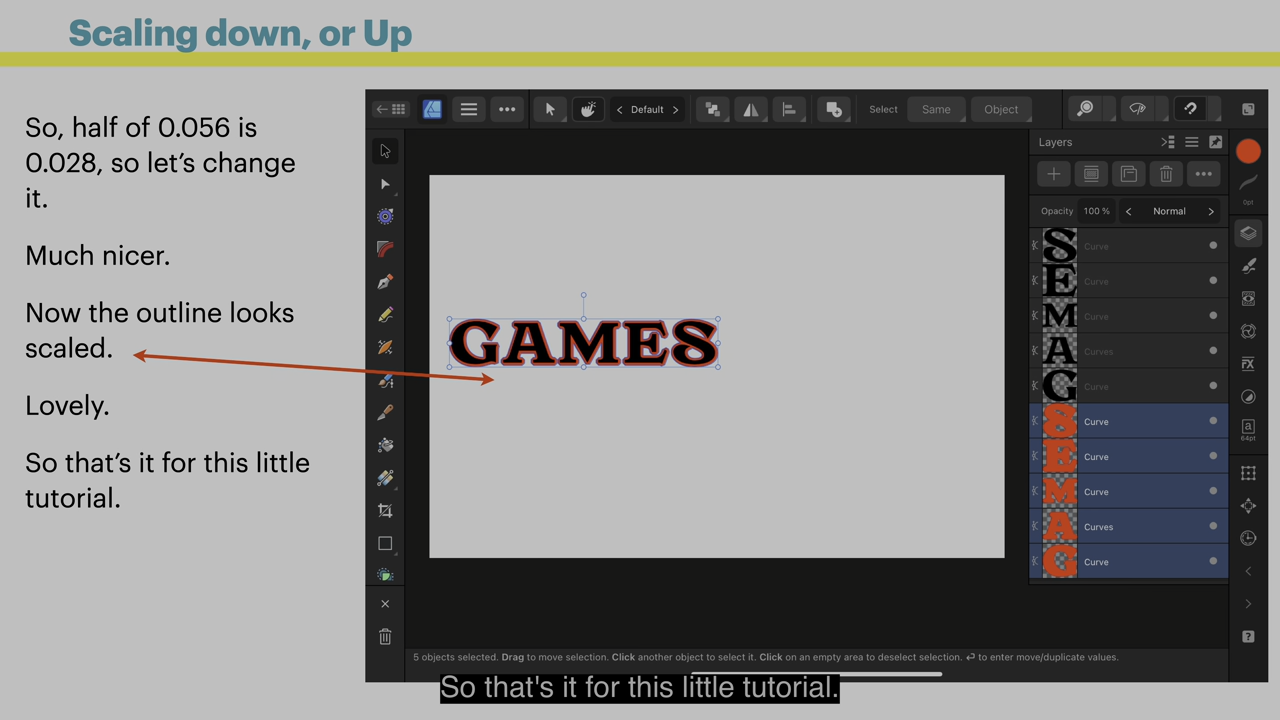 Scaling down, or Up
So, half of 0.056 is
0.028, so let's change
it.
Much nicer.
Now the outline looks
scaled.
Lovely.
So that's it for this little
tutorial.
Default
Select
Same
Object
Layers
Opacity 100 % Normal
0pt
S Curve
E Curve
M Curve
A Curves
G Curve
S Curve
E Curve
M Curve
A Curves
G Curve
GAMES
a
64pt
FX
?
5 objects selected. Drag to move selection. Click another object to select it. Click on an empty area to deselect selection. ⏎ to enter move/duplicate values.
So that's it for this little tutorial.